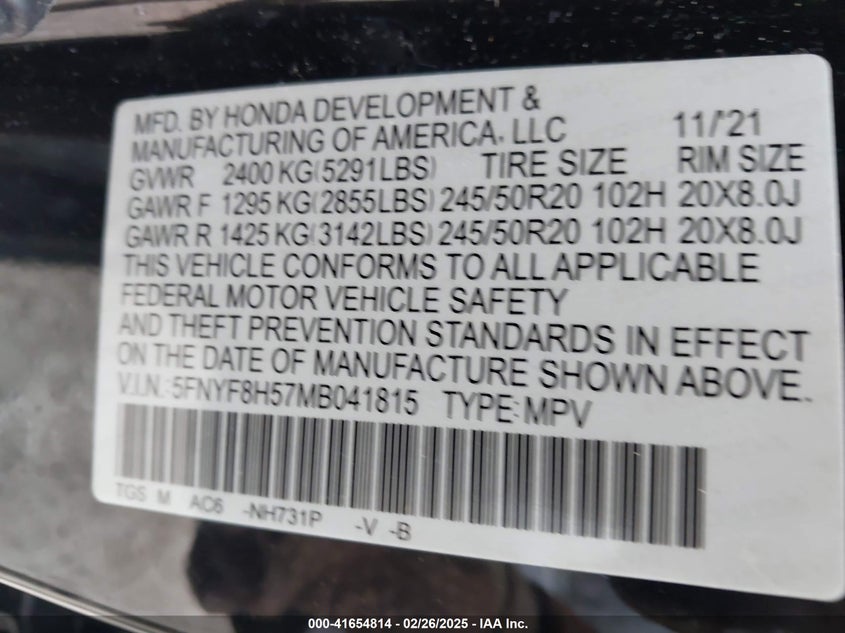 MFD. BY HONDA DEVELOPMENT &
MANUFACTURING OF AMERICA, LLC 11/'21
GVWR 2400 KG(5291LBS) TIRE SIZE RIM SIZE
GAWR F 1295 KG(2855LBS) 245/50R20 102H 20X8.0J
GAWR R 1425 KG(3142LBS) 245/50R20 102H 20X8.0J
THIS VEHICLE CONFORMS TO ALL APPLICABLE
FEDERAL MOTOR VEHICLE SAFETY
AND THEFT PREVENTION STANDARDS IN EFFECT
ON THE DATE OF MANUFACTURE SHOWN ABOVE.
V.I.N.: 5FNYF8H57MB041815 TYPE: MPV
TGS M AC6 -NH731P -V -B
000-41654814 - 02/26/2025 - IAA Inc.